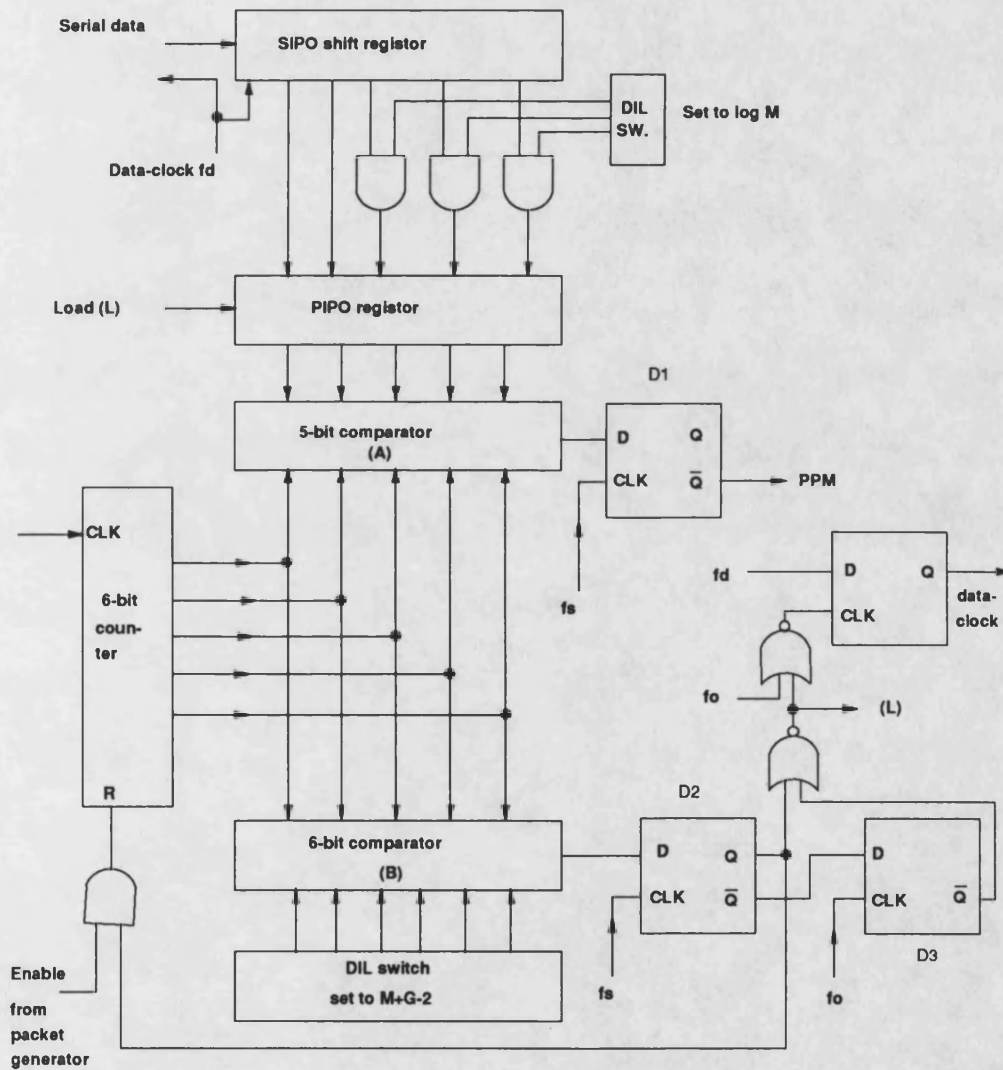 Serial data
SIPO shift registor
DIL
SW.
Set to log M
Data-clock fd
Load (L)
PIPO registor
5-bit comparator
(A)
D1
D
Q
CLK
Q̅
PPM
fs
CLK
6-bit
coun-
ter
R
fd
D
Q
CLK
data-
clock
fo
(L)
6-bit comparator
(B)
D2
D
Q
CLK
Q̅
fs
D
CLK
Q̅
D3
fo
DIL switch
set to M+G-2
Enable
from
packet
generator